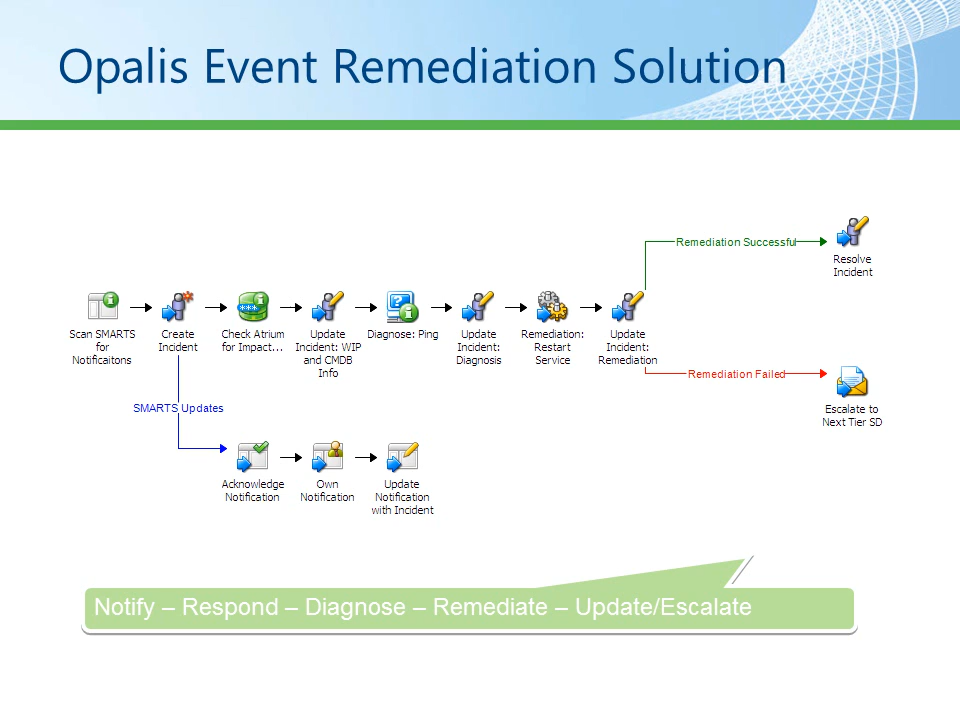 Opalis Event Remediation Solution
Remediation Successful
Resolve
Incident
Scan SMARTS
for
Notificaitons
Create
Incident
Check Atrium
for Impact...
Update
Incident: WIP
and CMDB
Info
Diagnose: Ping
Update
Incident:
Diagnosis
Remediation:
Restart
Service
Update
Incident:
Remediation
Remediation Failed
Escalate to
Next Tier SD
SMARTS Updates
Acknowledge
Notification
Own
Notification
Update
Notification
with Incident
Notify – Respond – Diagnose – Remediate – Update/Escalate